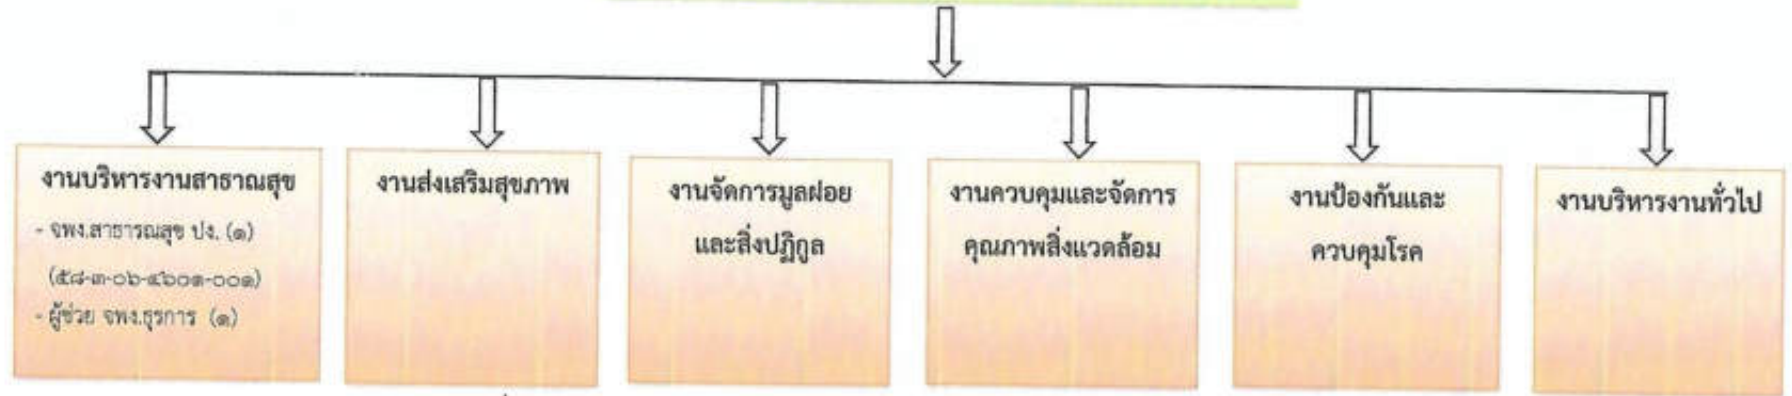 งานบริหารงานสาธาณสุข
- จพง.สาธารณสุข ปง. (๑)
(๕๘-๓-๐๖-๔๖๐๑-๐๐๑)
- ผู้ช่วย จพง.ธุรการ (๑)
งานส่งเสริมสุขภาพ
งานจัดการมูลฝอย
และสิ่งปฏิกูล
งานควบคุมและจัดการ
คุณภาพสิ่งแวดล้อม
งานป้องกันและ
ควบคุมโรค
งานบริหารงานทั่วไป